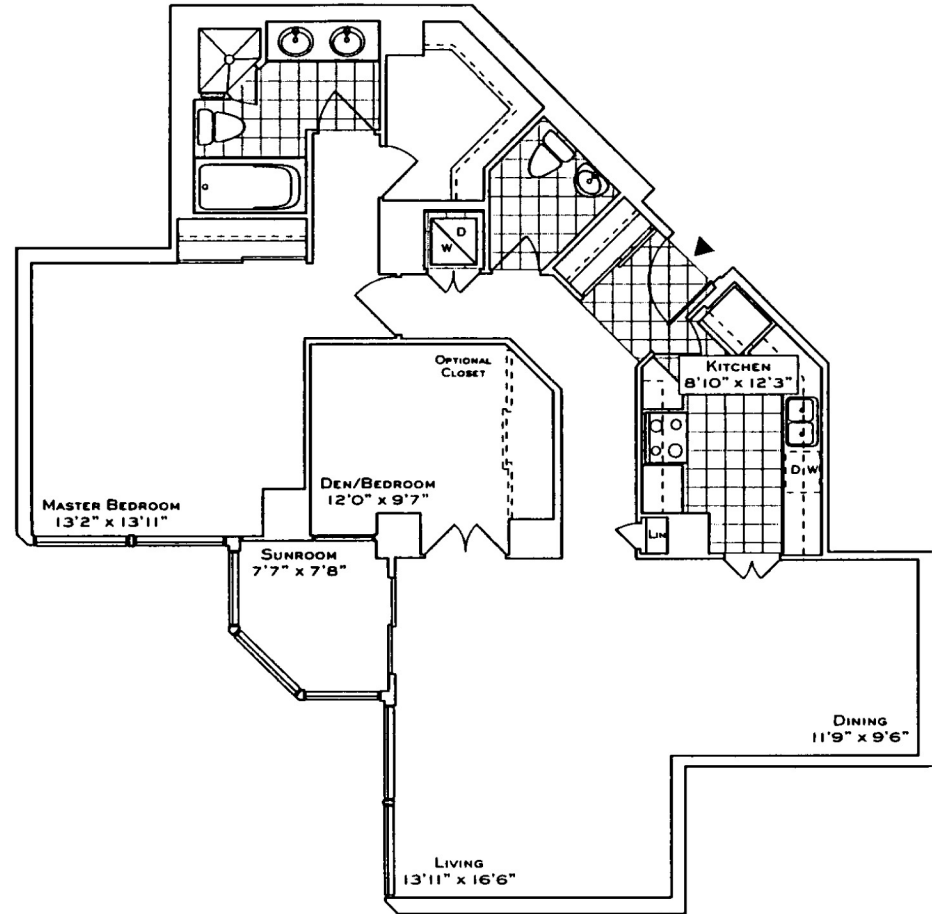 D
W
OPTIONAL
CLOSET
KITCHEN
8'10" x 12'3"
D W
DEN/BEDROOM
12'0" x 9'7"
MASTER BEDROOM
13'2" x 13'11"
LIN
SUNROOM
7'7" x 7'8"
DINING
11'9" x 9'6"
LIVING
13'11" x 16'6"